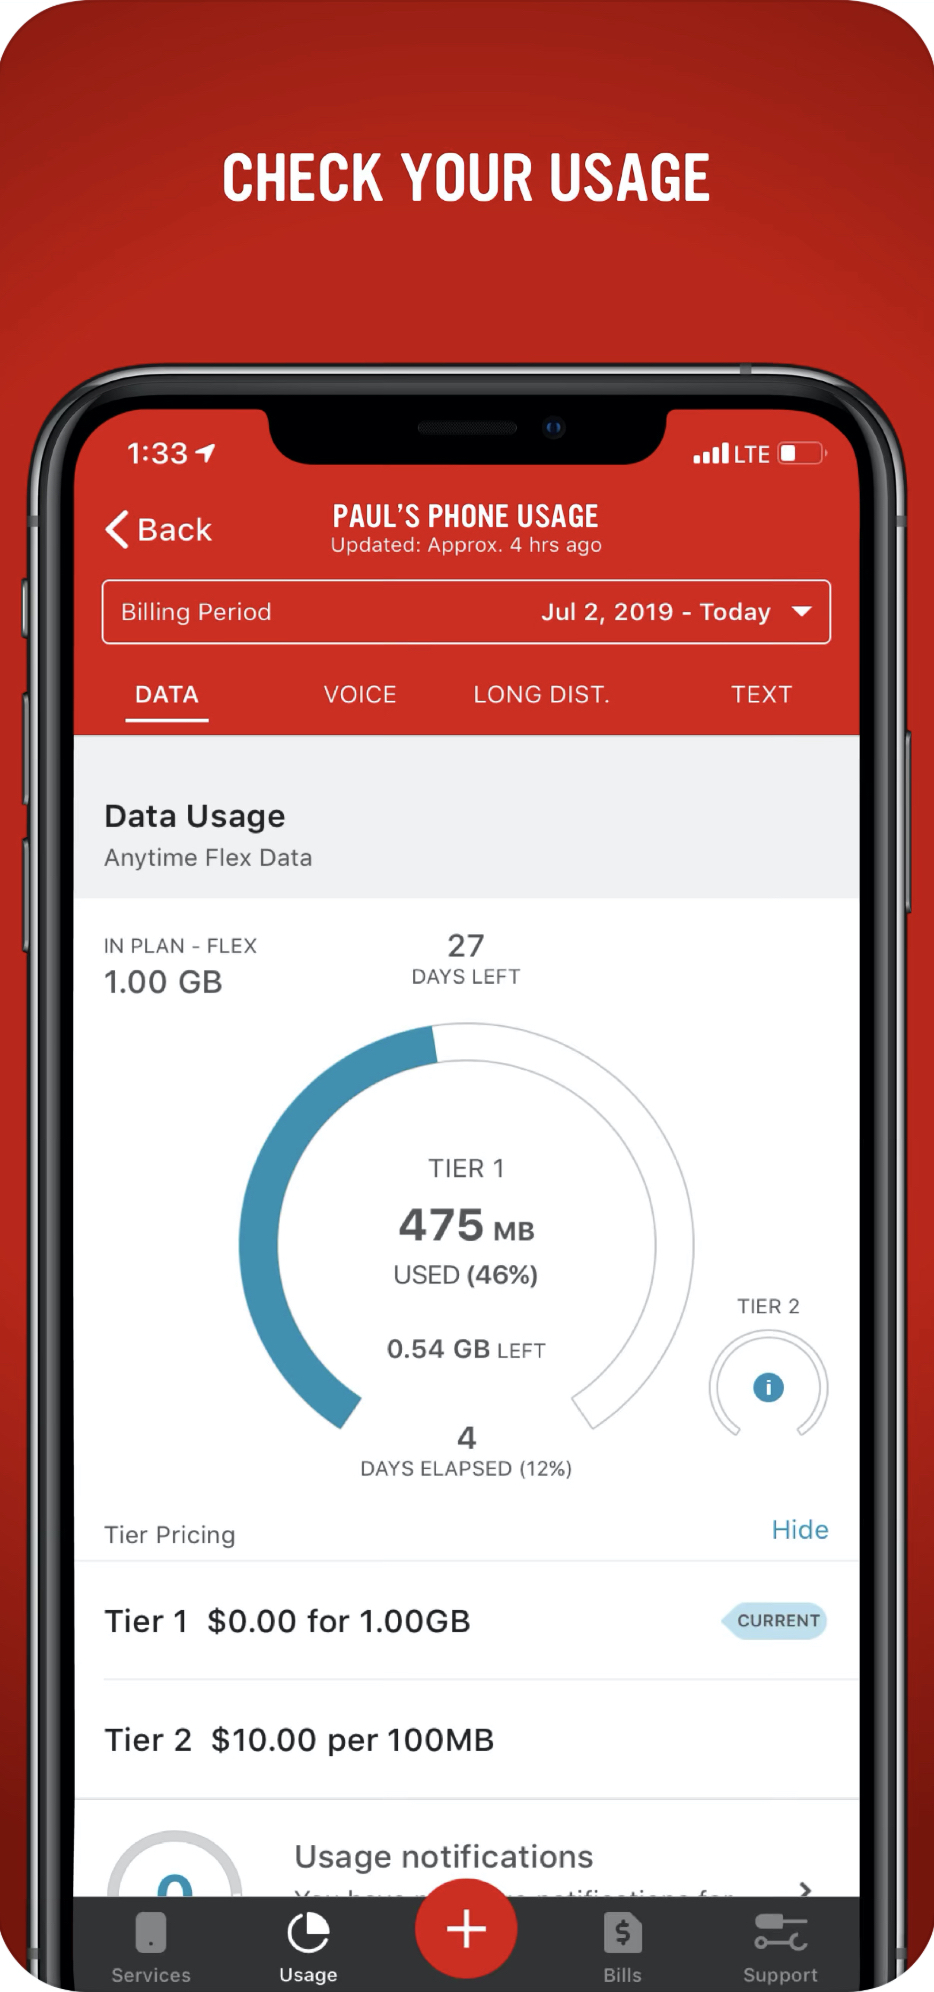 CHECK YOUR USAGE
1:33
LTE
Back
PAUL'S PHONE USAGE
Updated: Approx. 4 hrs ago
Billing Period Jul 2, 2019 - Today
DATA VOICE LONG DIST. TEXT
Data Usage
Anytime Flex Data
IN PLAN - FLEX
1.00 GB
27
DAYS LEFT
TIER 1
475 MB
USED (46%)
0.54 GB LEFT
TIER 2
i
4
DAYS ELAPSED (12%)
Tier Pricing Hide
Tier 1 $0.00 for 1.00GB CURRENT
Tier 2 $10.00 per 100MB
Usage notifications
You have notifications for
Services Usage Bills Support